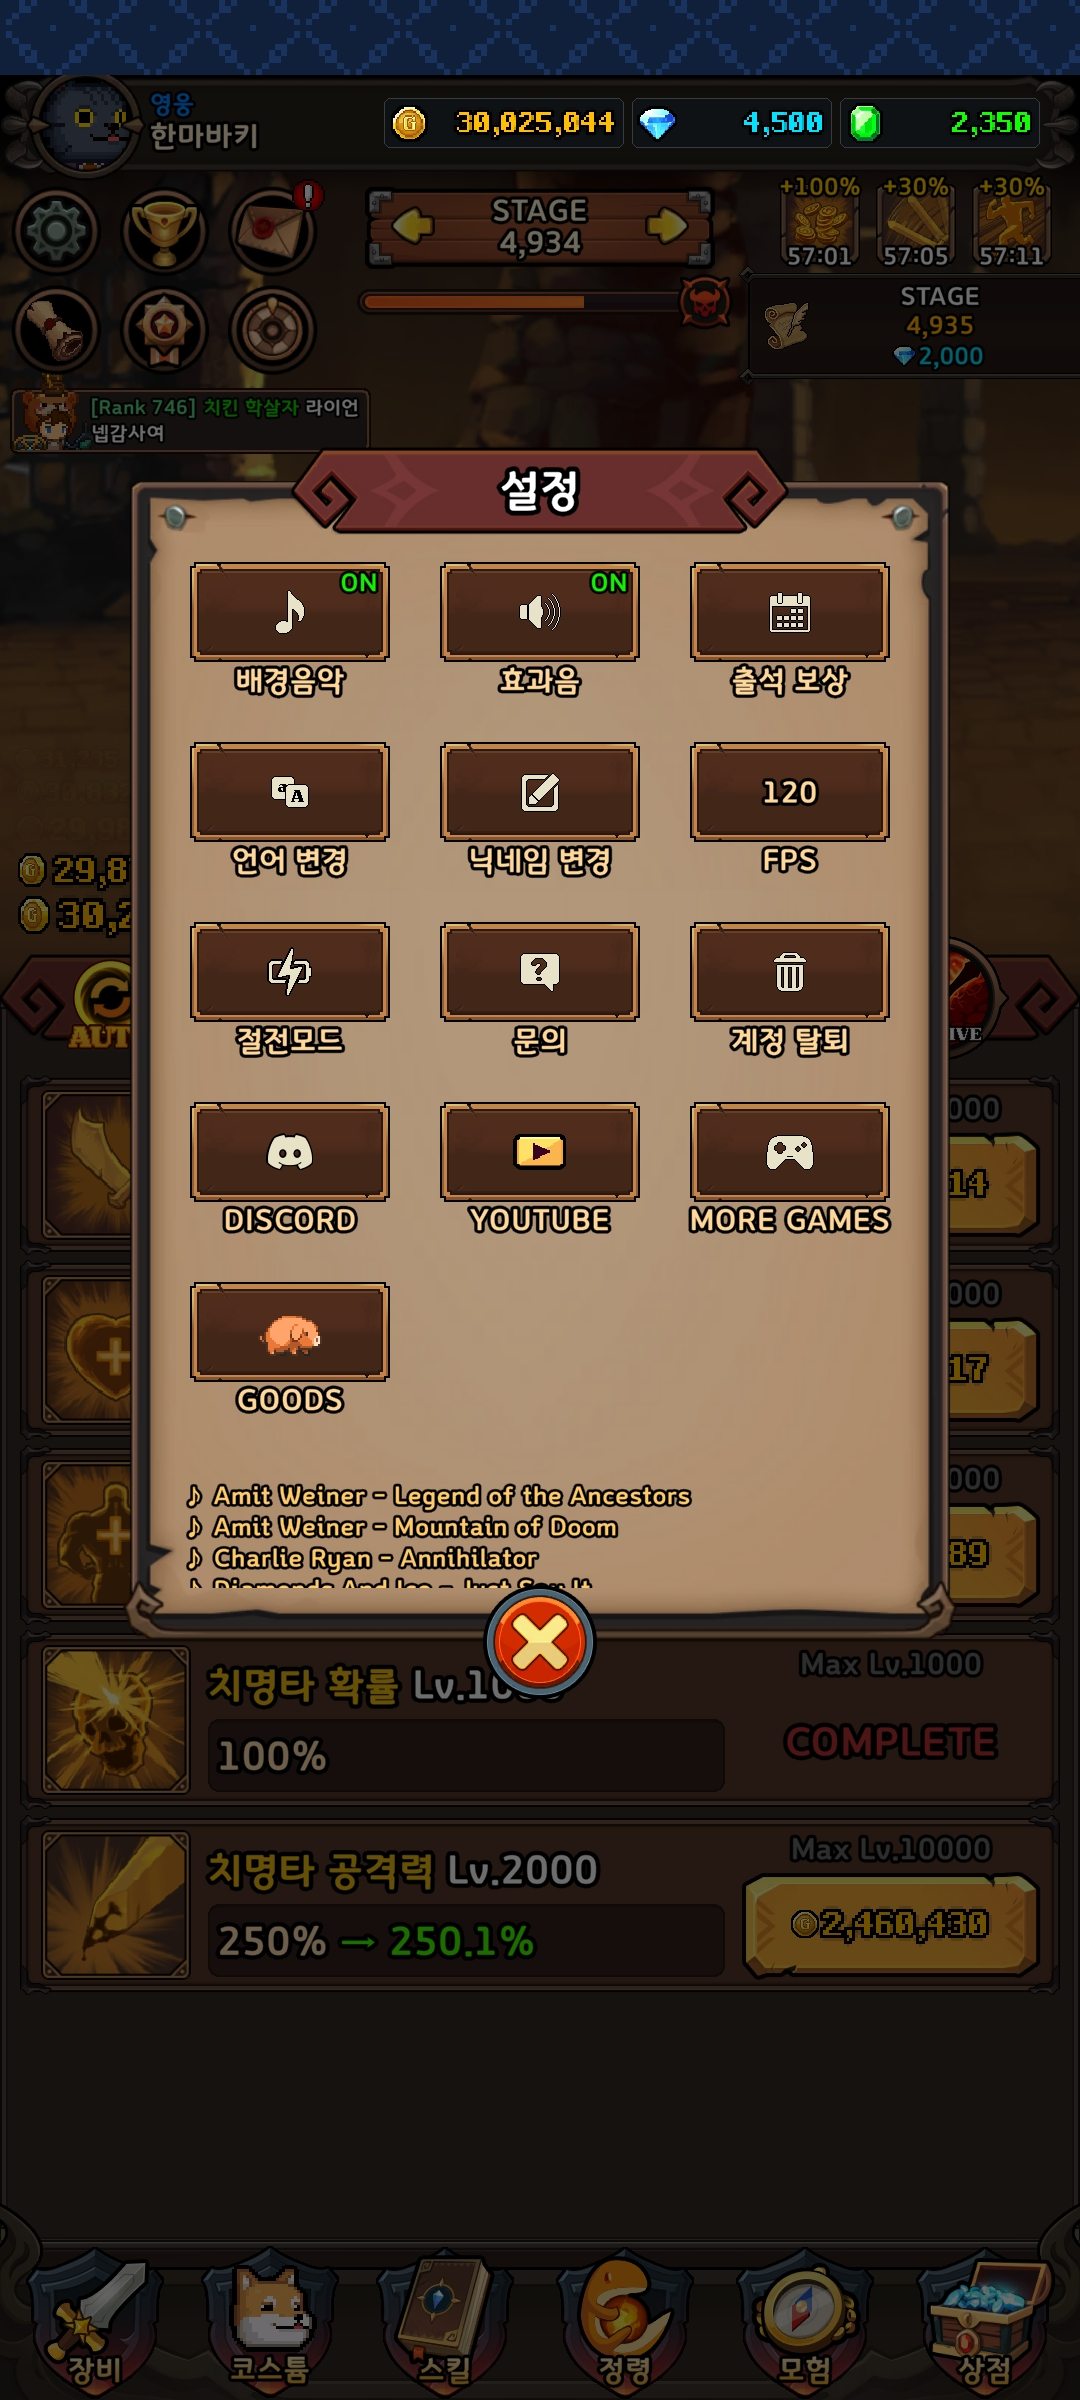 영웅
한마바키
30,025,044
4,500
2,350
STAGE
4,934
+100%
+30%
+30%
57:01
57:05
57:11
STAGE
4,935
2,000
[Rank 746] 치킨 학살자 라이언
넵감사여
설정
ON
ON
배경음악
효과음
출석 보상
120
언어 변경
닉네임 변경
FPS
절전모드
문의
계정 탈퇴
DISCORD
YOUTUBE
MORE GAMES
GOODS
♪ Amit Weiner - Legend of the Ancestors
♪ Amit Weiner - Mountain of Doom
♪ Charlie Ryan - Annihilator
♪ Diamonds And Ice - Just Say It
치명타 확률
Max Lv.1000
100%
COMPLETE
치명타 공격력 Lv.2000
Max Lv.10000
250% → 250.1%
2,460,430
장비
코스튬
스킬
정령
모험
상점